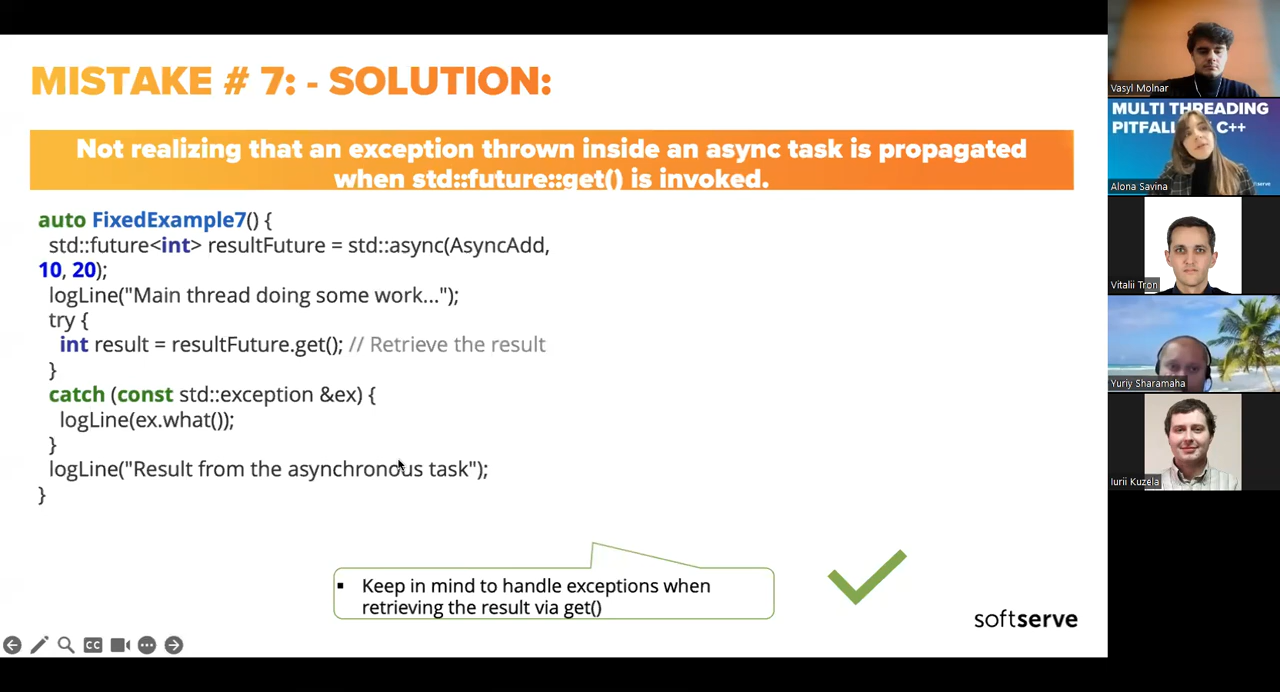 MISTAKE # 7: - SOLUTION:
Not realizing that an exception thrown inside an async task is propagated
when std::future::get() is invoked.
auto FixedExample7() {
std::future<int> resultFuture = std::async(AsyncAdd,
10, 20);
logLine("Main thread doing some work...");
try {
int result = resultFuture.get(); // Retrieve the result
}
catch (const std::exception &ex) {
logLine(ex.what());
}
logLine("Result from the asynchronous task");
}
▪ Keep in mind to handle exceptions when
retrieving the result via get()
softserve
CC
Vasyl Molnar
MULTI THREADING
C++
Alona Savina
Vitalii Tron
Yuriy Sharamaha
Iurii Kuzela